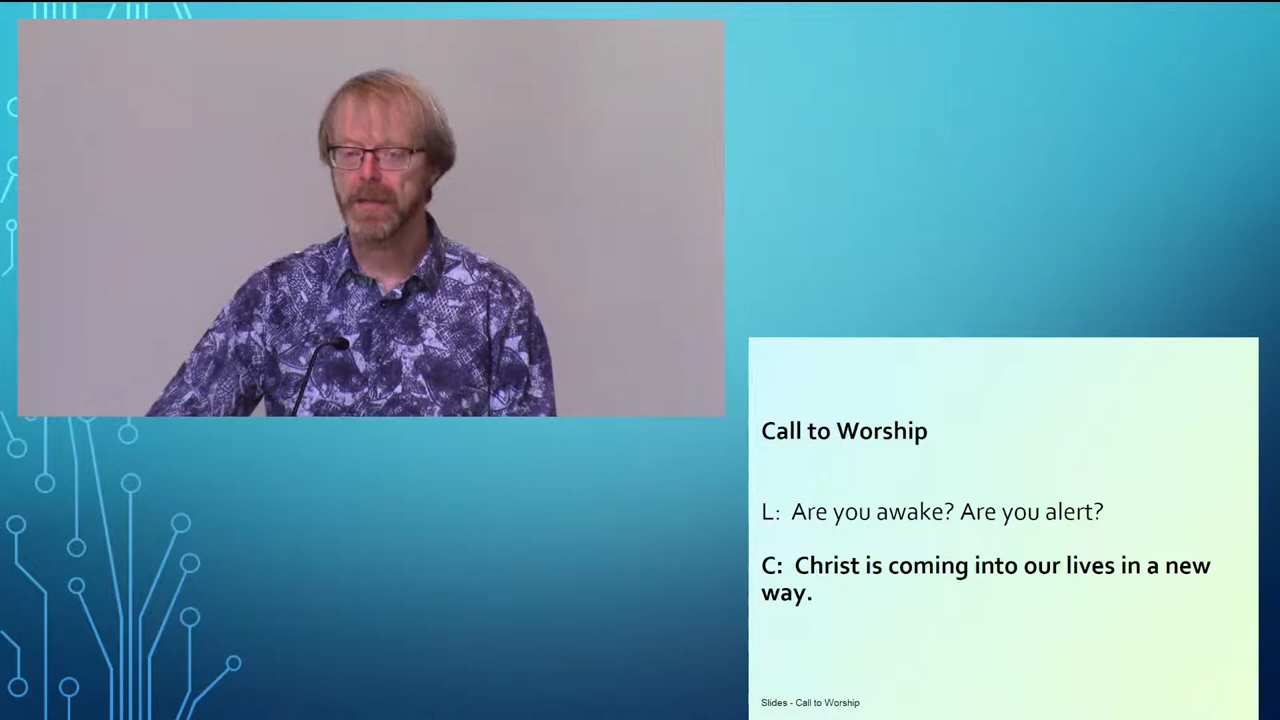 Call to Worship
L:  Are you awake? Are you alert?
C:  Christ is coming into our lives in a new
way.
Slides - Call to Worship